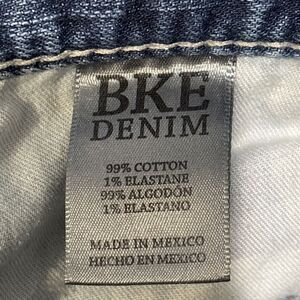 BKE
DENIM
99% COTTON
1% ELASTANE
99% ALGODÓN
1% ELASTANO
MADE IN MEXICO
HECHO EN MEXICO